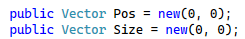 public Vector Pos = new(0, 0);
public Vector Size = new(0, 0);